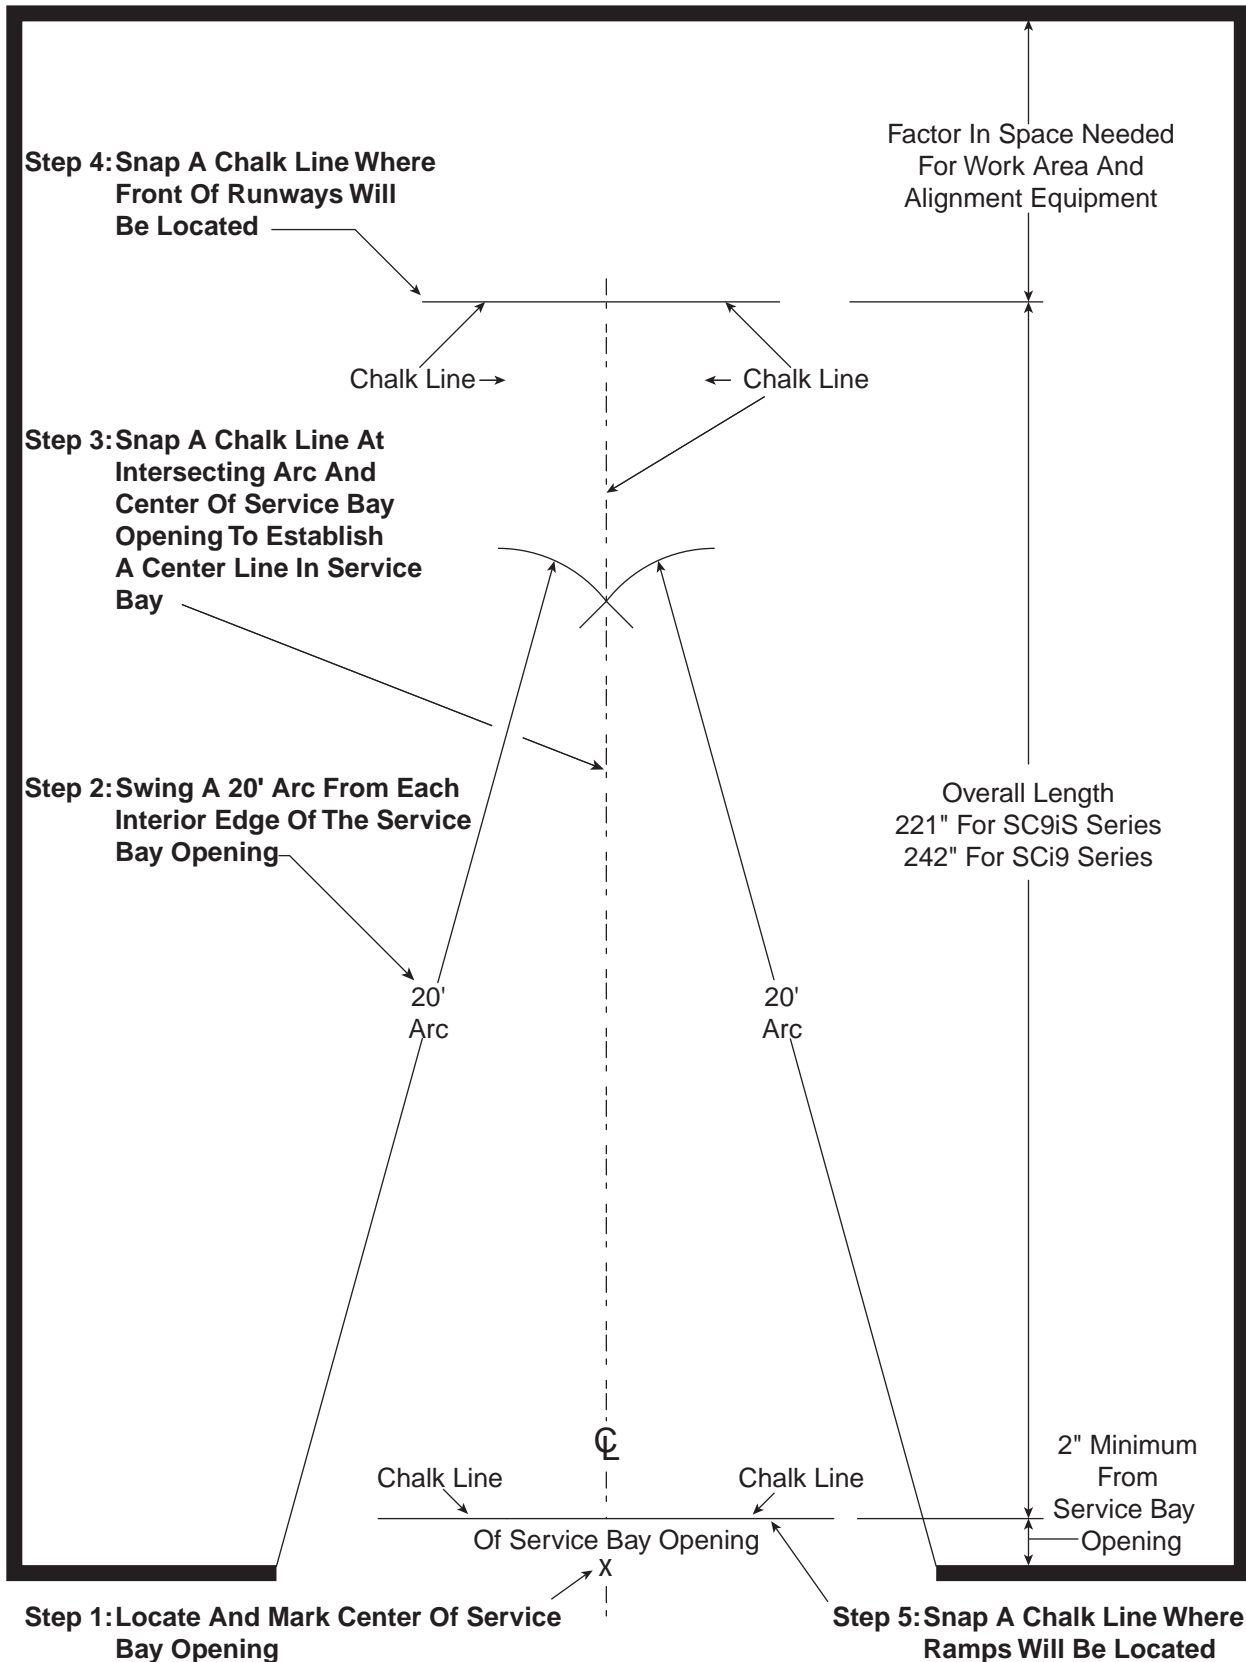 Factor In Space Needed
For Work Area And
Alignment Equipment
Step 4: Snap A Chalk Line Where
Front Of Runways Will
Be Located
Chalk Line
Chalk Line
Step 3: Snap A Chalk Line At
Intersecting Arc And
Center Of Service Bay
Opening To Establish
A Center Line In Service
Bay
Step 2: Swing A 20' Arc From Each
Interior Edge Of The Service
Bay Opening
Overall Length
221" For SC9iS Series
242" For SCi9 Series
20'
Arc
20'
Arc
℄
2" Minimum
From
Service Bay
Opening
Chalk Line
Chalk Line
Of Service Bay Opening
X
Step 1: Locate And Mark Center Of Service
Bay Opening
Step 5: Snap A Chalk Line Where
Ramps Will Be Located